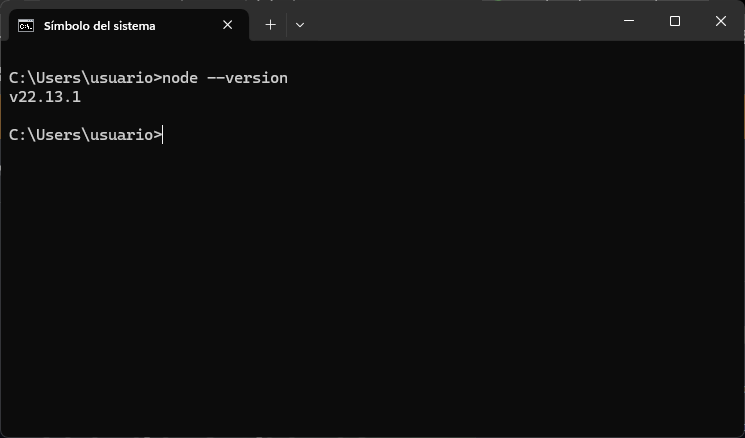 Símbolo del sistema
C:\Users\usuario>node --version
v22.13.1
C:\Users\usuario>